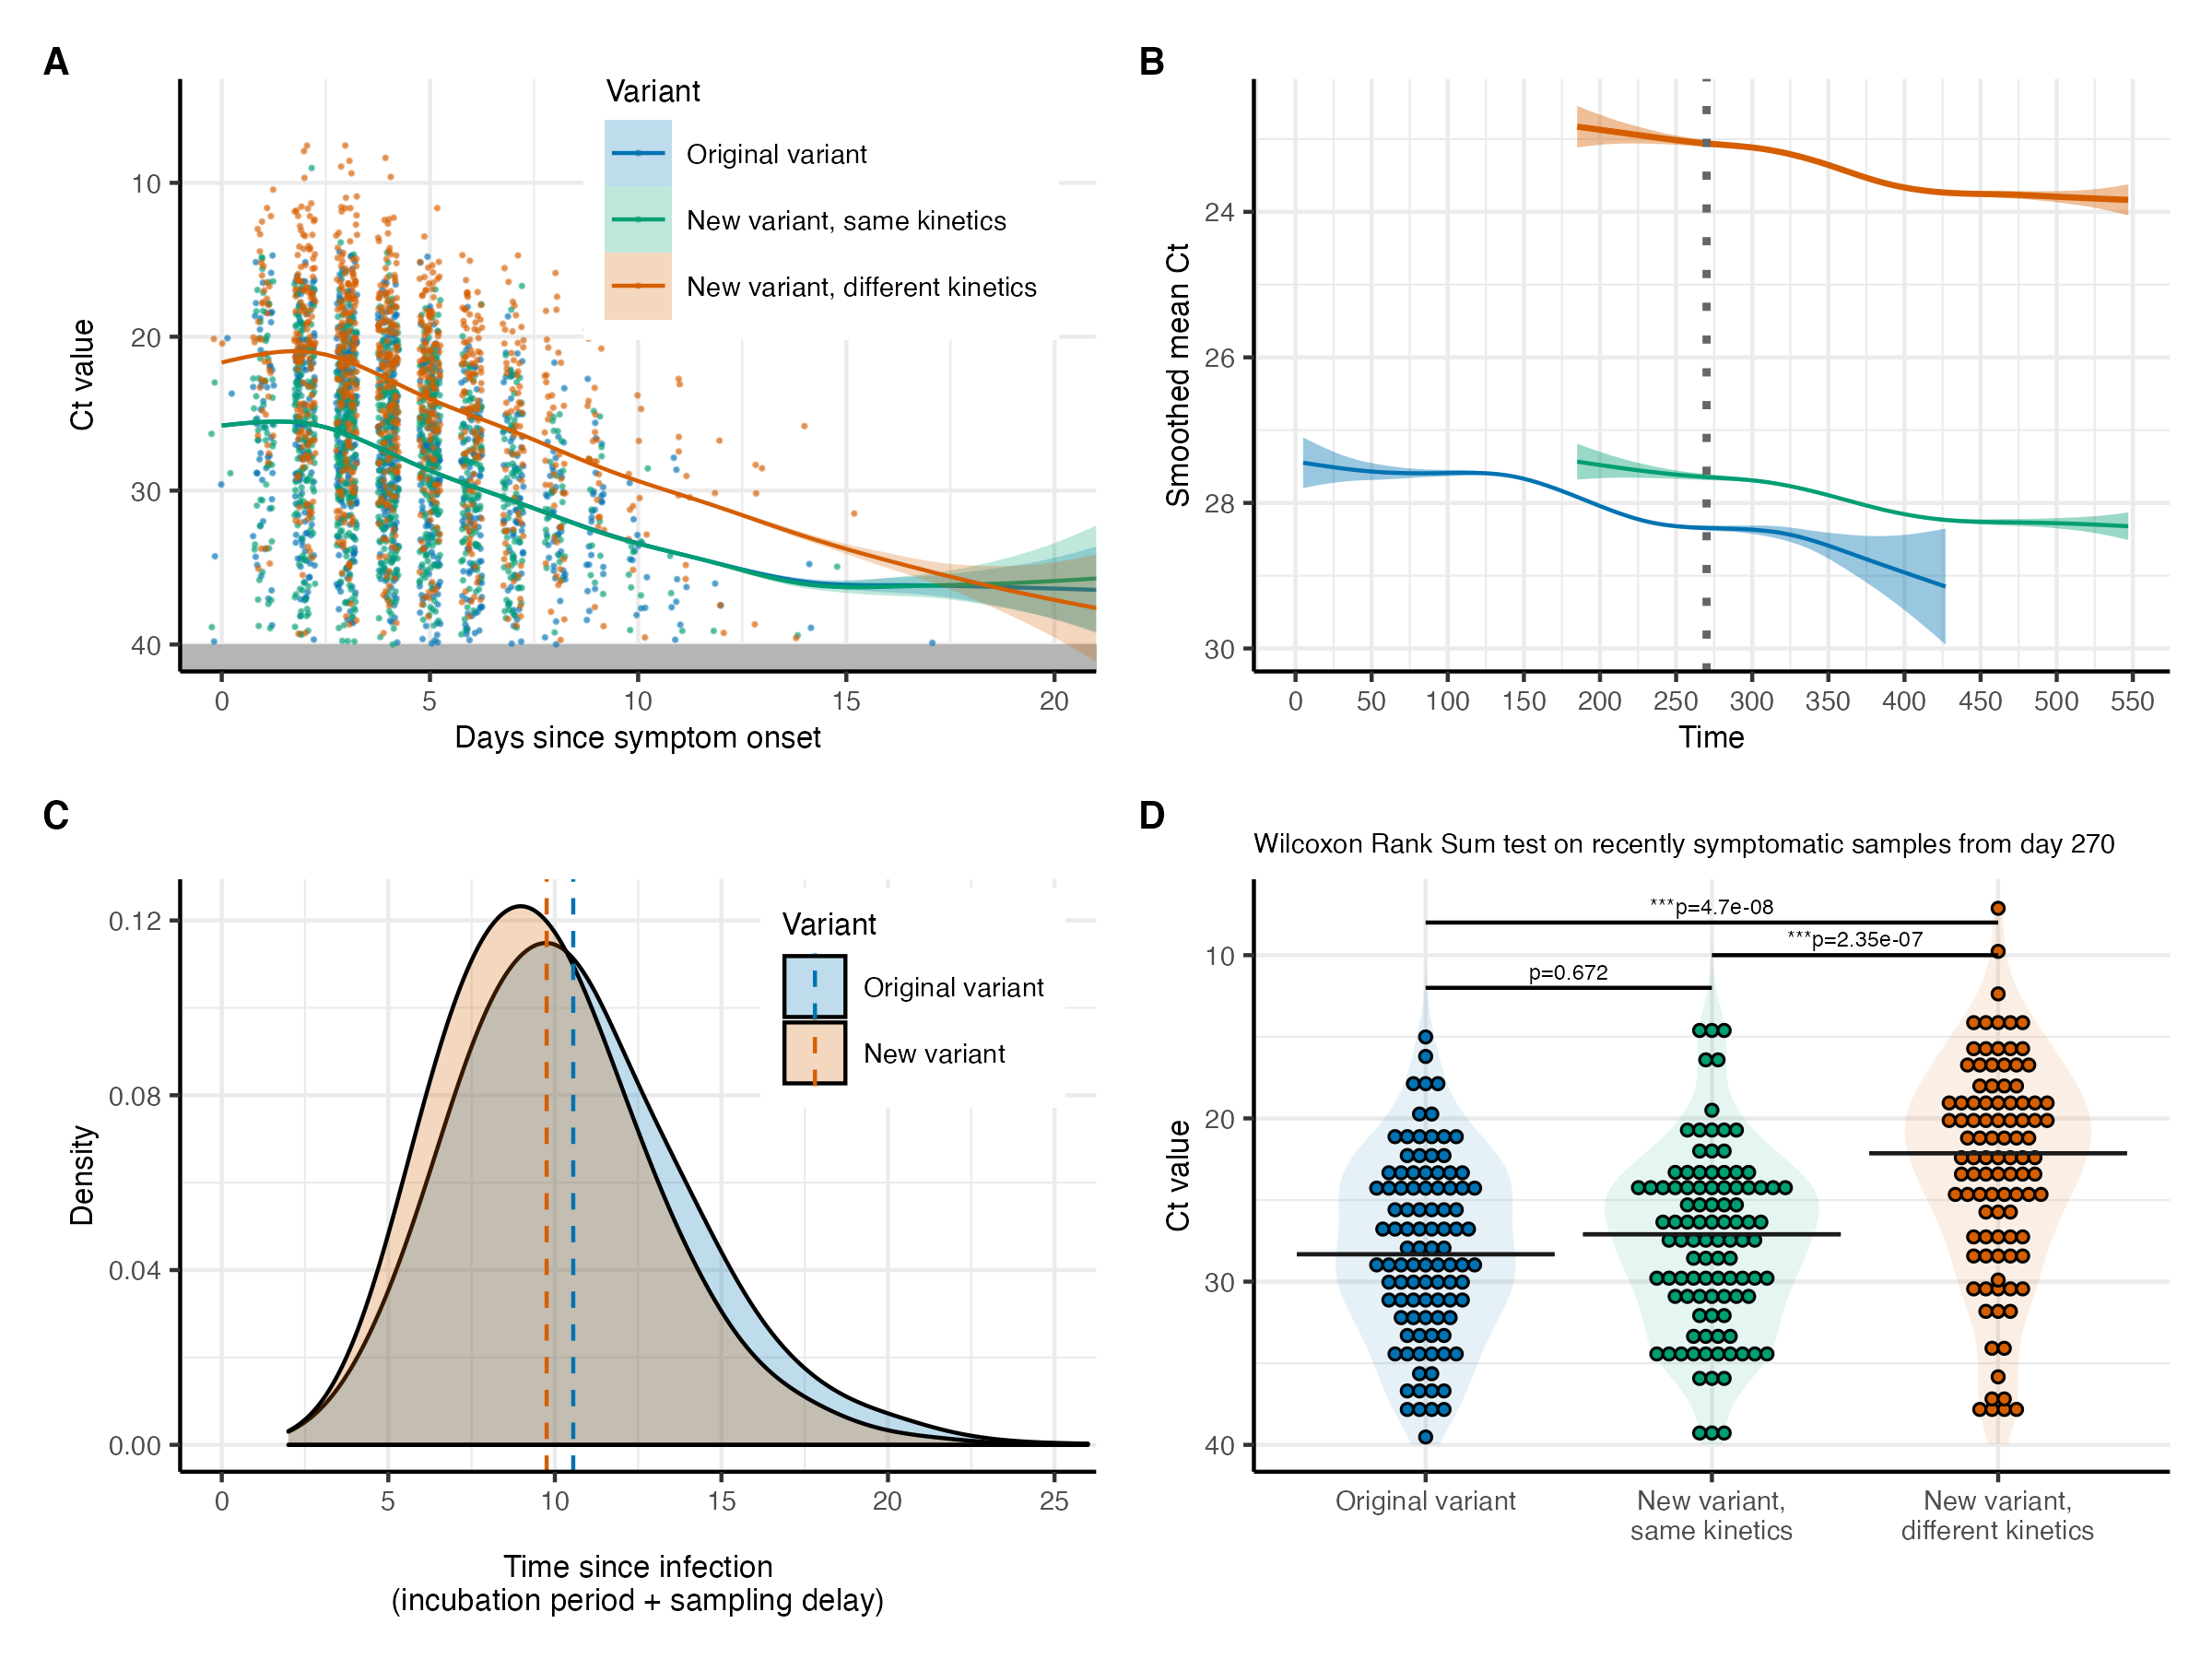 A
Variant
Original variant
New variant, same kinetics
New variant, different kinetics
10
20
30
40
Ct value
0 5 10 15 20
Days since symptom onset
B
24
26
28
30
Smoothed mean Ct
0 50 100 150 200 250 300 350 400 450 500 550
Time
C
Variant
Original variant
New variant
0.12
0.08
0.04
0.00
Density
0 5 10 15 20 25
Time since infection
(incubation period + sampling delay)
D
Wilcoxon Rank Sum test on recently symptomatic samples from day 270
***p=4.7e-08
***p=2.35e-07
p=0.672
10
20
30
40
Ct value
Original variant
New variant,
same kinetics
New variant,
different kinetics